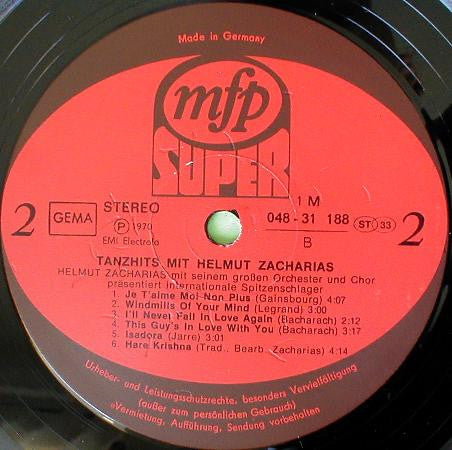 Made in Germany
mfp
SUPER
1 M
2 GEMA STEREO 048-31 188 ST 33 2
P 1970 B
EMI Electrola
TANZHITS MIT HELMUT ZACHARIAS
HELMUT ZACHARIAS mit seinem großen Orchester und Chor
präsentiert internationale Spitzenschlager
1. Je T'aime Moi Non Plus (Gainsbourg) 4:07
2. Windmills Of Your Mind (Legrand) 3:00
3. I'll Never Fall In Love Again (Bacharach) 4:02
4. This Guy's In Love With You (Bacharach) 3:17
5. Isadora (Jarre) 3:51
6. Hare Krishna (Trad., Bearb. Zacharias) 4:14
Urheber- und Leistungsschutzrechte, besonders Vervielfältigung
(außer zum persönlichen Gebrauch)
«Vermietung, Aufführung, Sendung vorbehalten